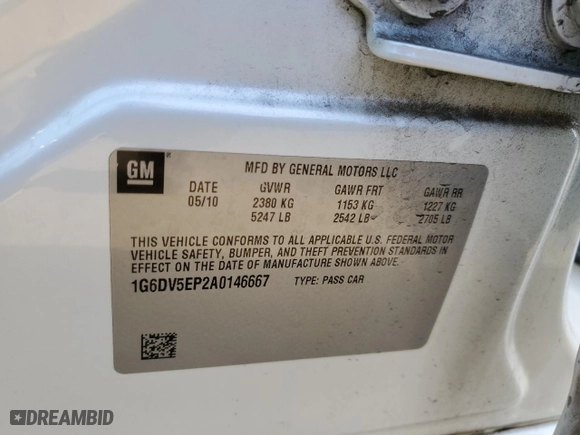 GM
MFD BY GENERAL MOTORS LLC
DATE GVWR GAWR FRT GAWR RR
05/10 2380 KG 1153 KG 1227 KG
5247 LB 2542 LB 2705 LB
THIS VEHICLE CONFORMS TO ALL APPLICABLE U.S. FEDERAL MOTOR
VEHICLE SAFETY, BUMPER, AND THEFT PREVENTION STANDARDS
IN EFFECT ON THE DATE OF MANUFACTURE SHOWN ABOVE.
1G6DV5EP2A0146667 TYPE: PASS CAR
DREAMBID